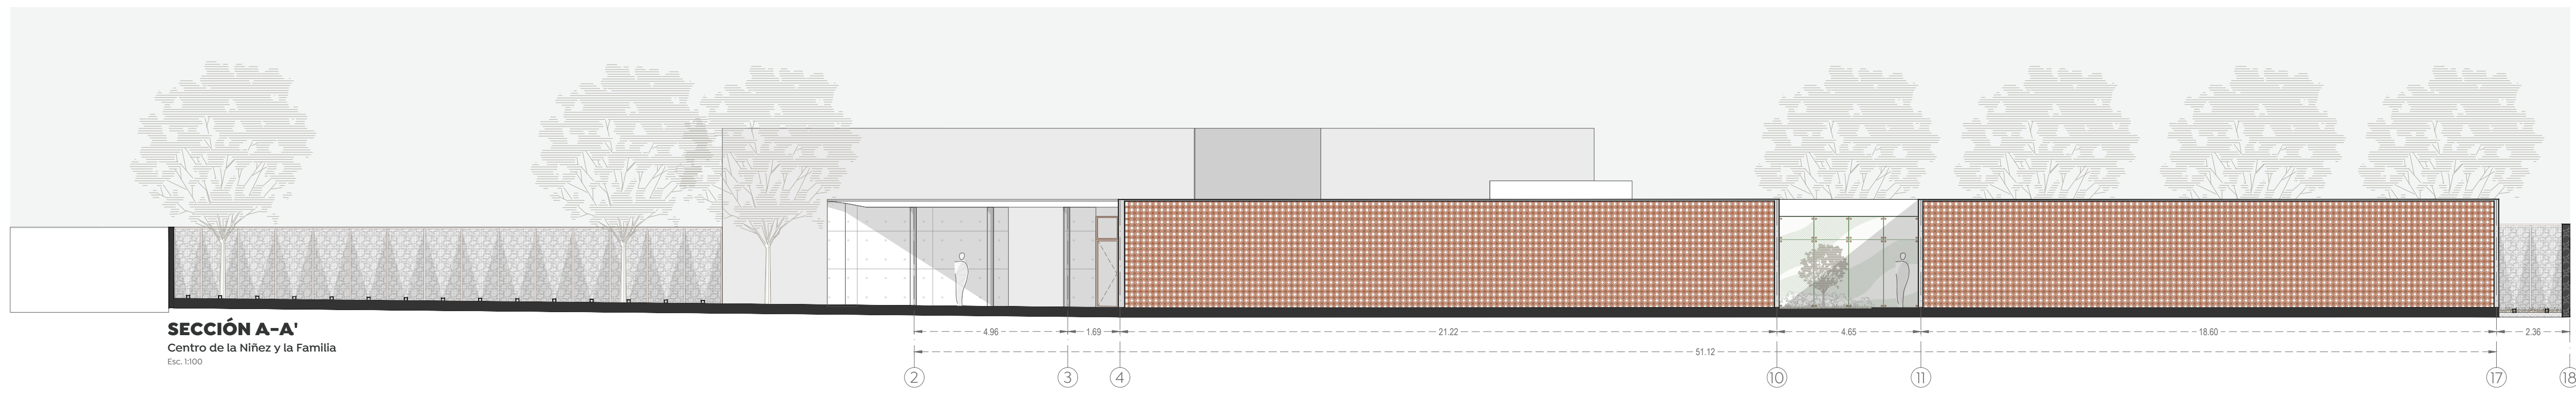 SECCIÓN A-A'
Centro de la Niñez y la Familia
Esc. 1:100
4.96 1.69 21.22 4.65 18.60 2.36
51.12
2 3 4 10 11 17 18